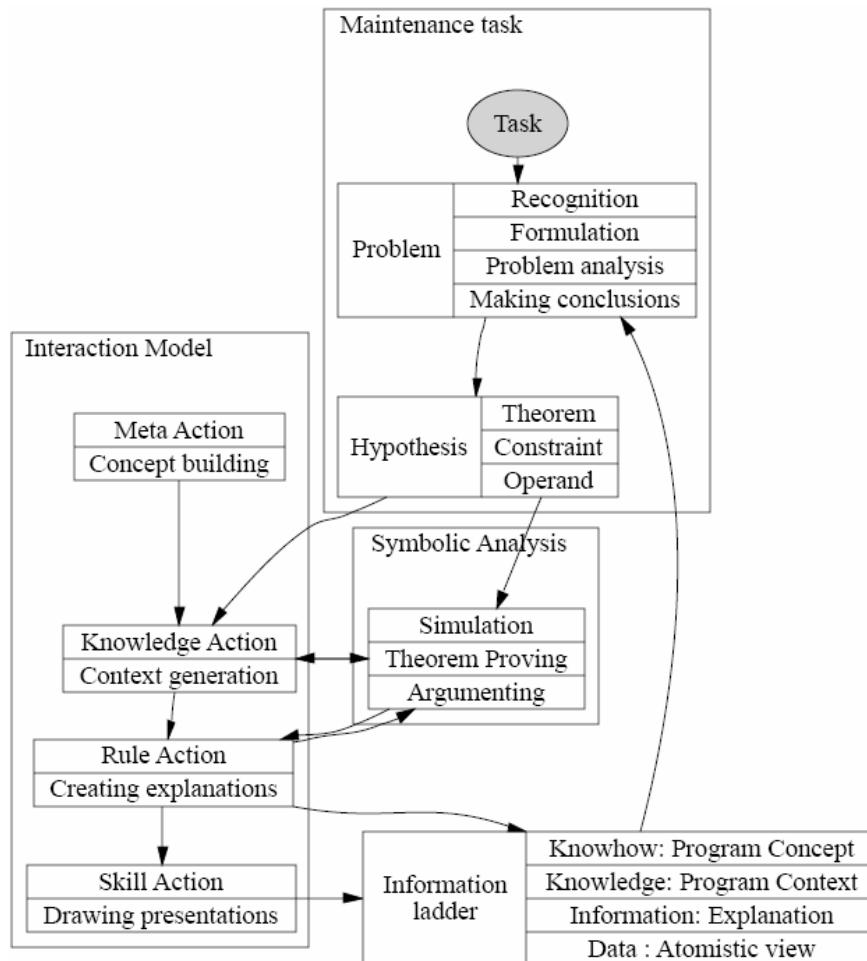 Maintenance task
Task
Problem
Recognition
Formulation
Problem analysis
Making conclusions
Interaction Model
Meta Action
Concept building
Hypothesis
Theorem
Constraint
Operand
Symbolic Analysis
Simulation
Theorem Proving
Argumenting
Knowledge Action
Context generation
Rule Action
Creating explanations
Skill Action
Drawing presentations
Information
ladder
Knowhow: Program Concept
Knowledge: Program Context
Information: Explanation
Data : Atomistic view